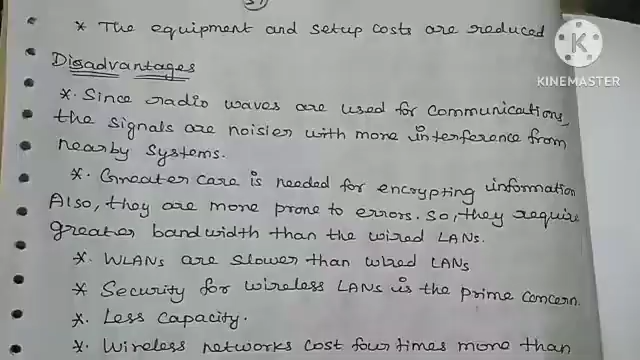 51
* The equipment and setup costs are reduced
Disadvantages
KINEMASTER
* Since radio waves are used for communications,
the signals are noisier with more interference from
nearby systems.
* Greater care is needed for encrypting information
Also, they are more prone to errors. So, they require
greater bandwidth than the wired LANs.
* WLANs are slower than wired LANs
* Security for wireless LANs is the prime concern.
* Less capacity.
* Wireless networks cost four times more than